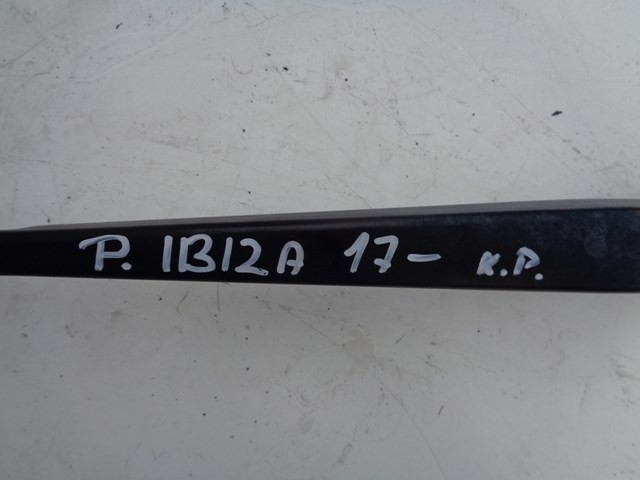 P. IBIZA 17- K.P.